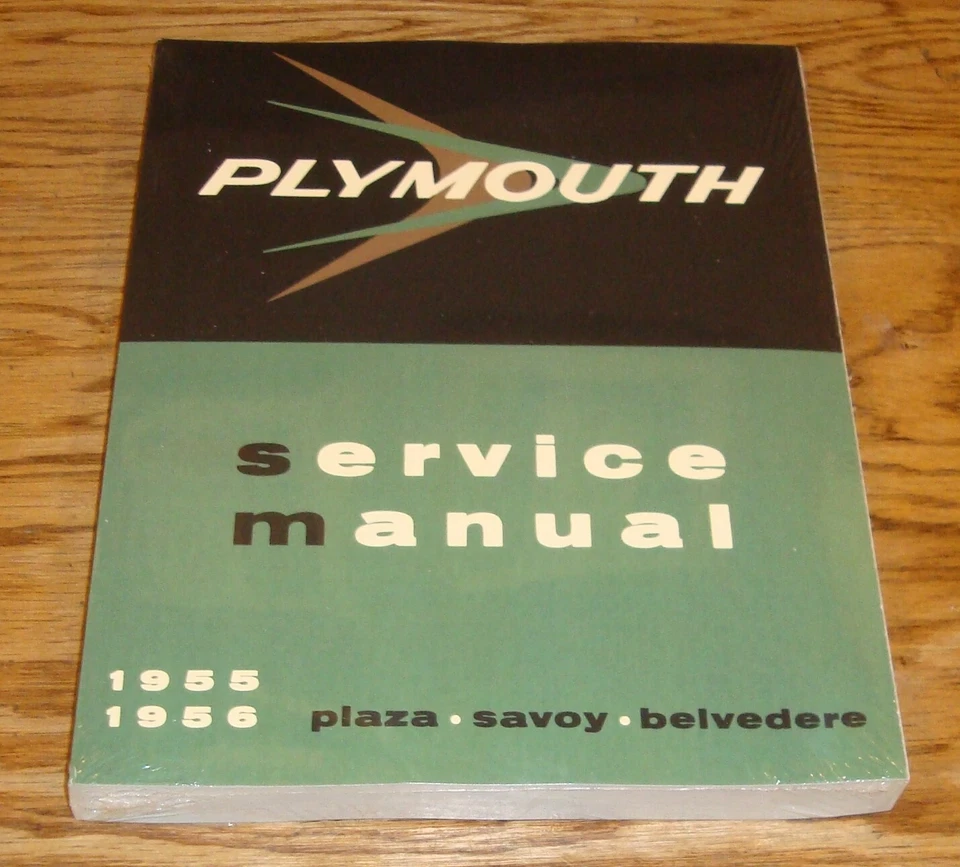 PLYMOUTH
service
manual
1955
1956
plaza • savoy • belvedere